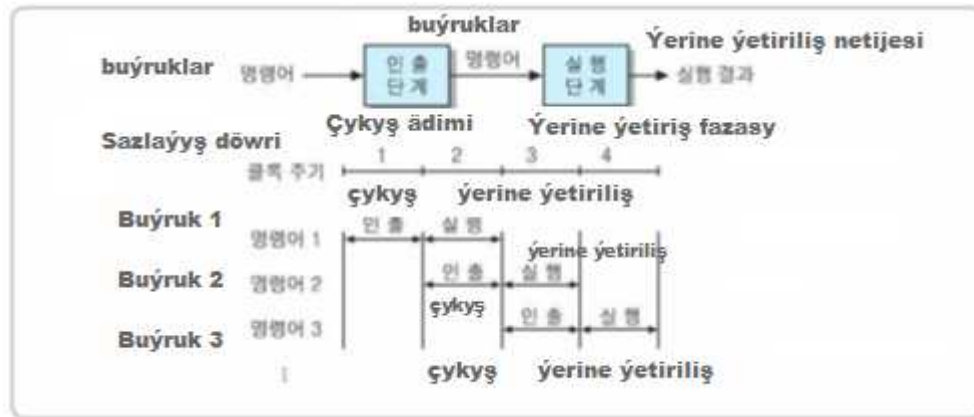 buýruklar
Ýerine ýetiriliş netijesi
buýruklar 명령어 인출 단계 명령어 실행 단계 실행 결과
Çykyş ädimi Ýerine ýetiriş fazasy
Sazlaýyş döwri
클록 주기 1 2 3 4
çykyş ýerine ýetiriliş
Buýruk 1
명령어 1 인출 실행
ýerine ýetiriliş
Buýruk 2 명령어 2 인출 실행
çykyş
명령어 3 인출 실행
Buýruk 3
çykyş ýerine ýetiriliş